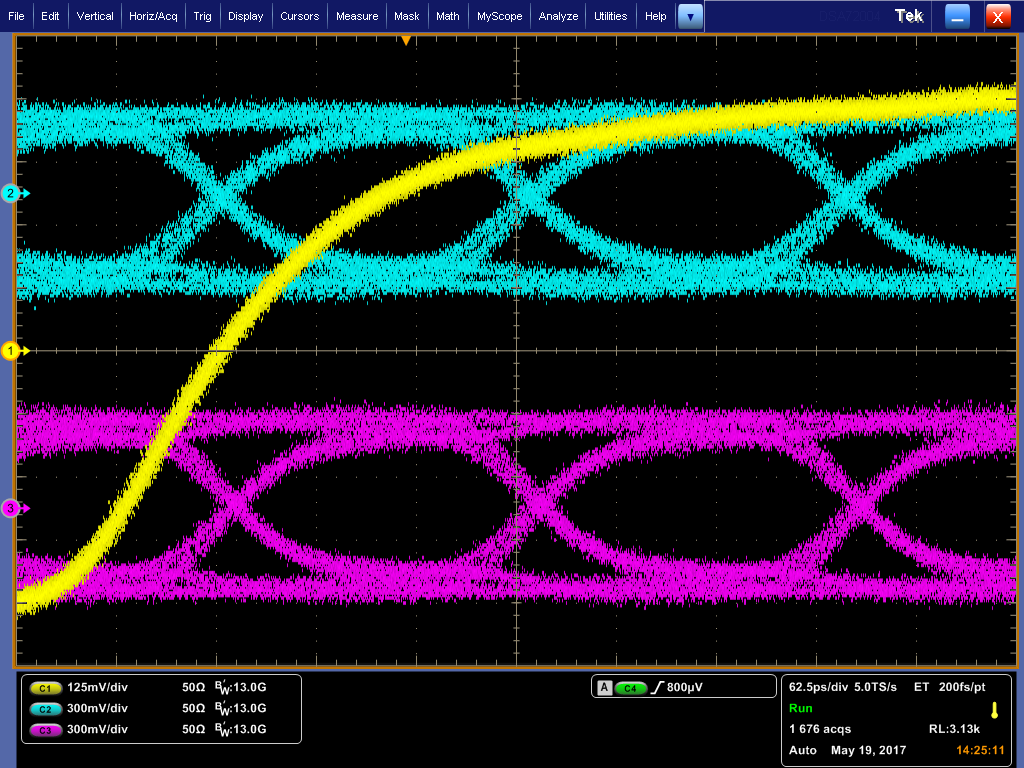 File Edit Vertical Horiz/Acq Trig Display Cursors Measure Mask Math MyScope Analyze Utilities Help Tek X
2
1
3
C1 125mV/div 50Ω BW:13.0G
C2 300mV/div 50Ω BW:13.0G
C3 300mV/div 50Ω BW:13.0G
A C4 800µV
62.5ps/div 5.0TS/s ET 200fs/pt
Run
1 676 acqs RL:3.13k
Auto May 19, 2017 14:25:11